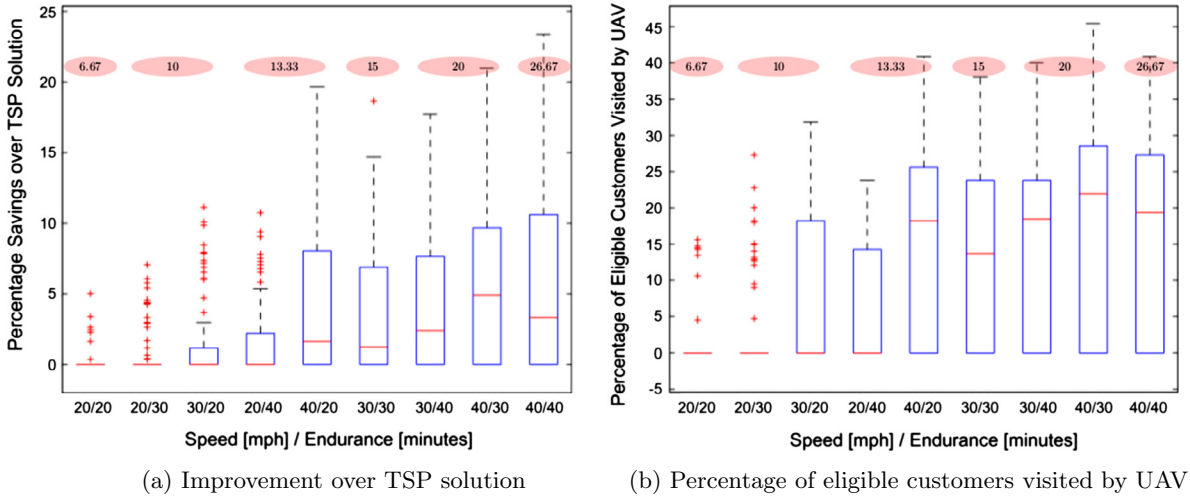 25
20
15
10
5
0
Percentage Savings over TSP Solution
6.67 10 13.33 15 20 26.67
20/20 20/30 30/20 20/40 40/20 30/30 30/40 40/30 40/40
Speed [mph] / Endurance [minutes]
(a) Improvement over TSP solution
45
40
35
30
25
20
15
10
5
0
-5
Percentage of Eligible Customers Visited by UAV
6.67 10 13.33 15 20 26.67
20/20 20/30 30/20 20/40 40/20 30/30 30/40 40/30 40/40
Speed [mph] / Endurance [minutes]
(b) Percentage of eligible customers visited by UAV